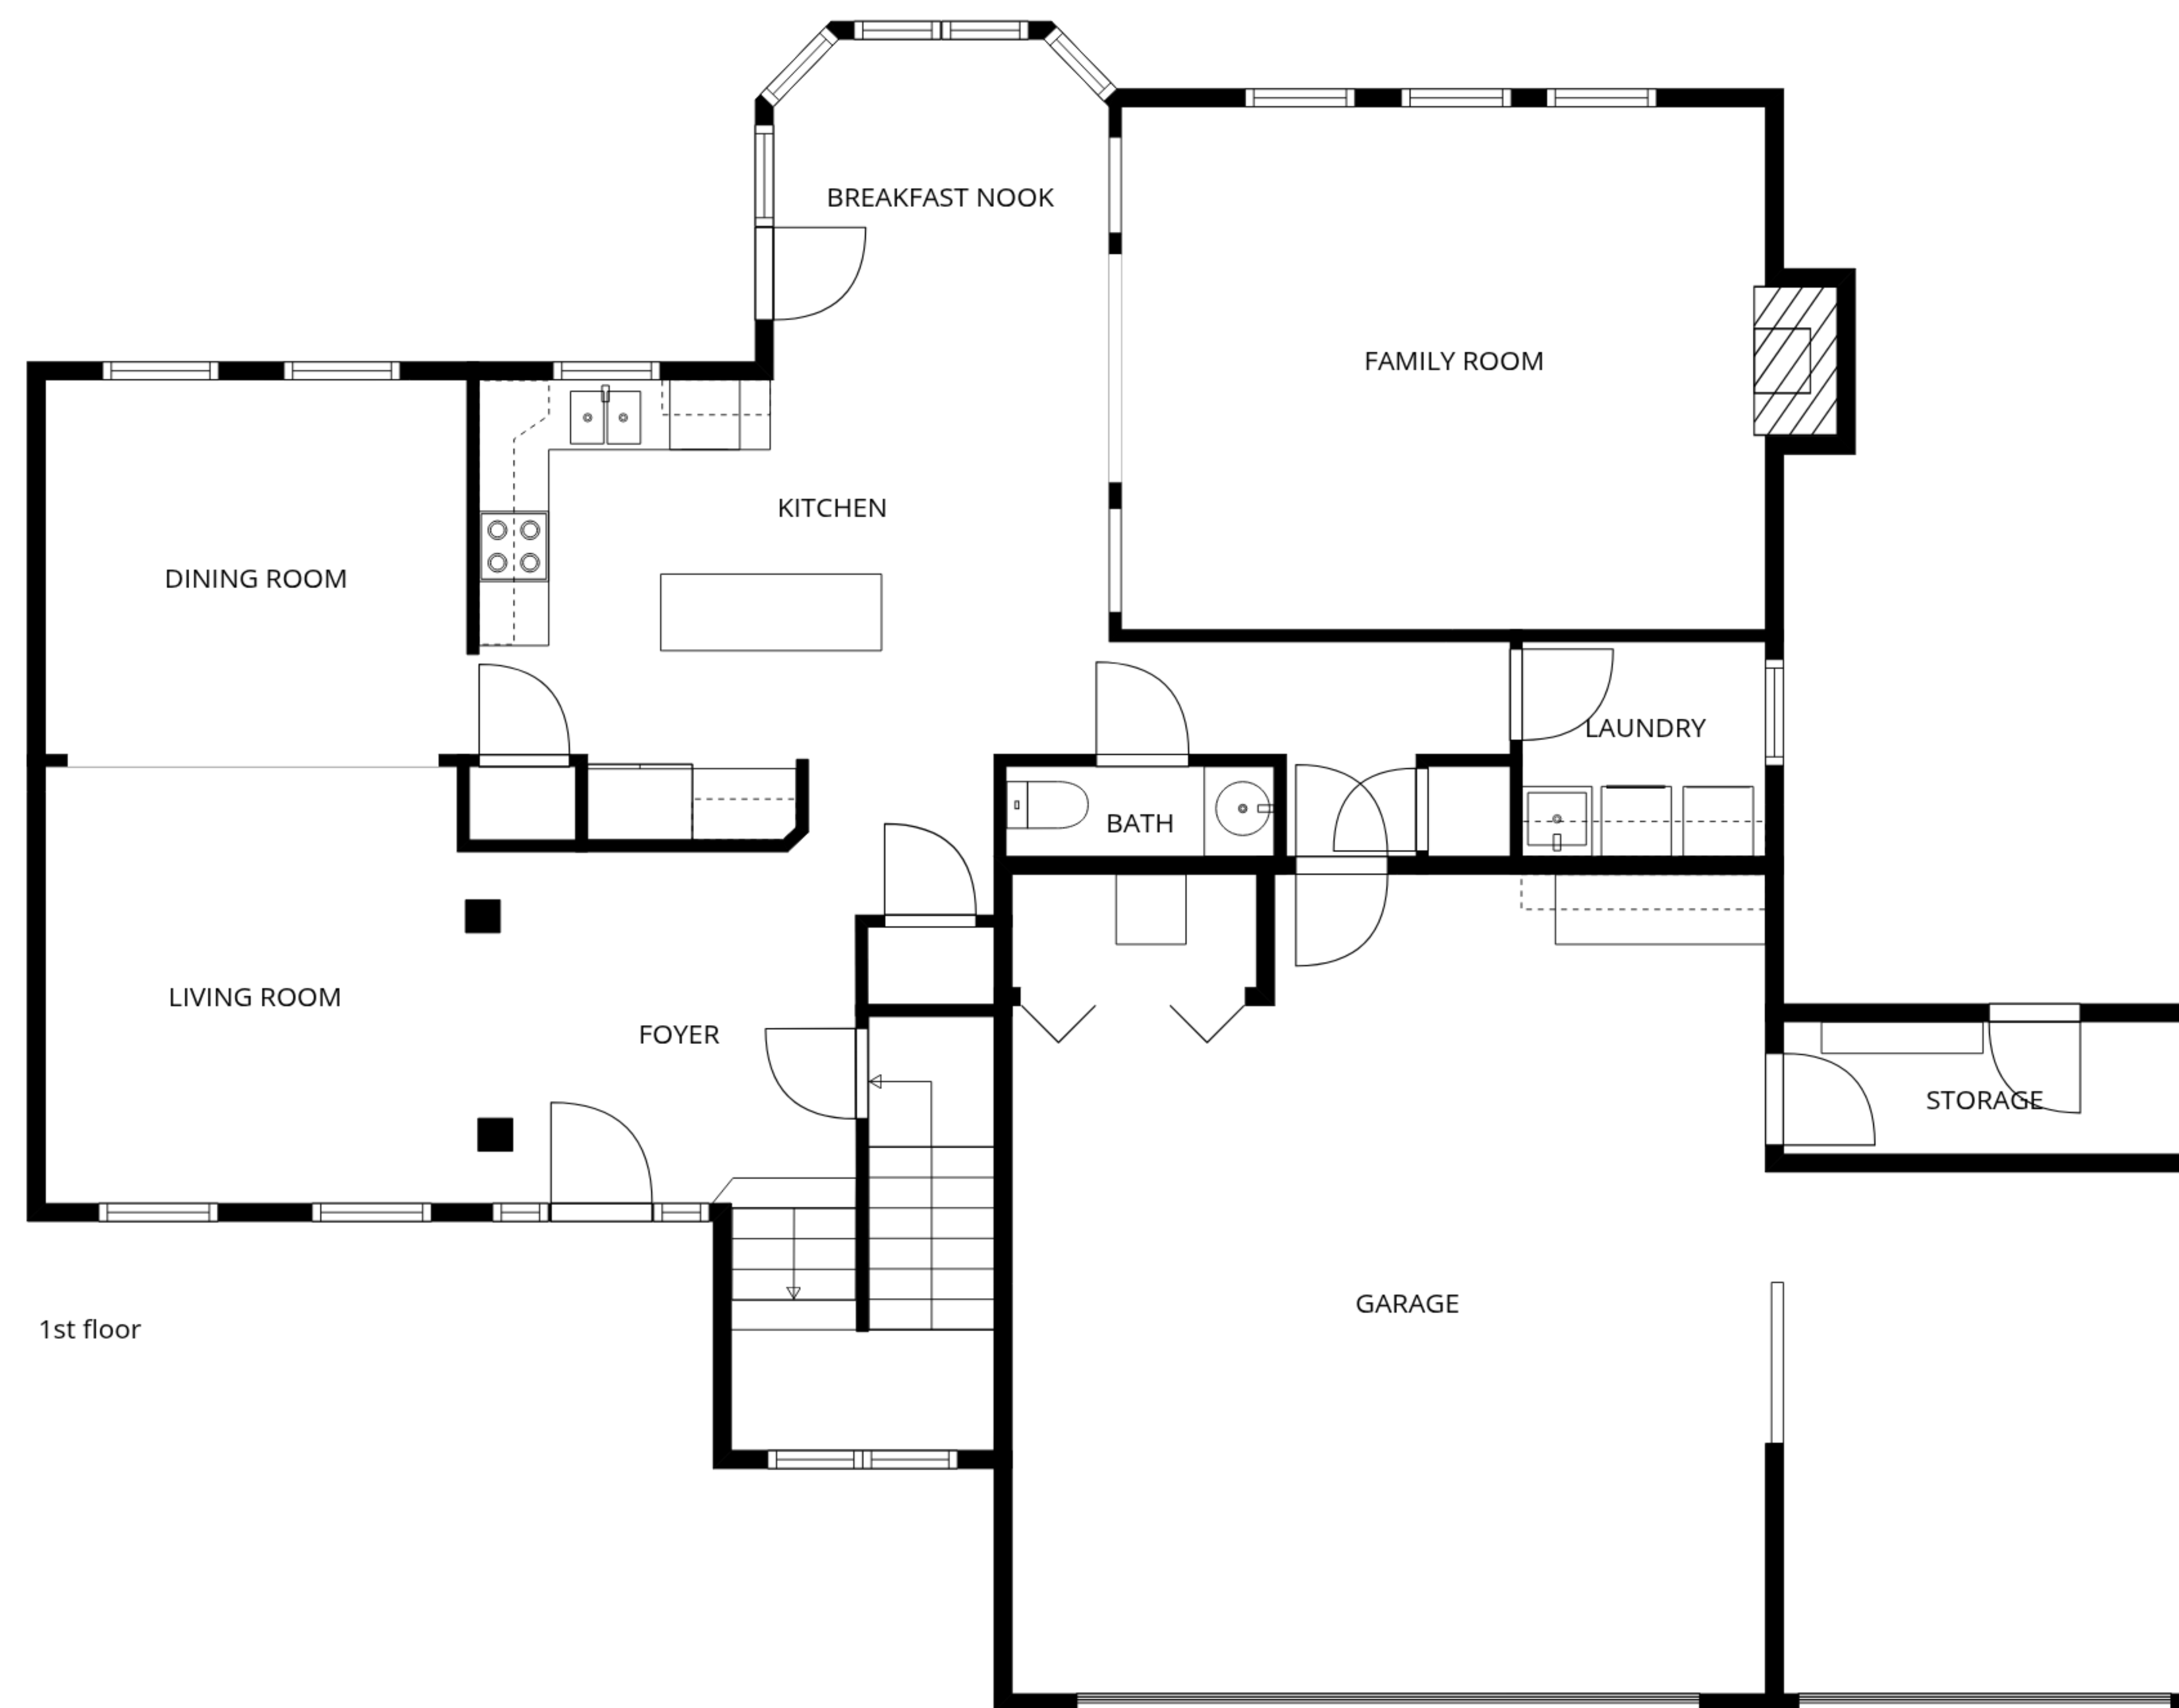 BREAKFAST NOOK
FAMILY ROOM
KITCHEN
DINING ROOM
LAUNDRY
BATH
LIVING ROOM
FOYER
STORAGE
GARAGE
1st floor